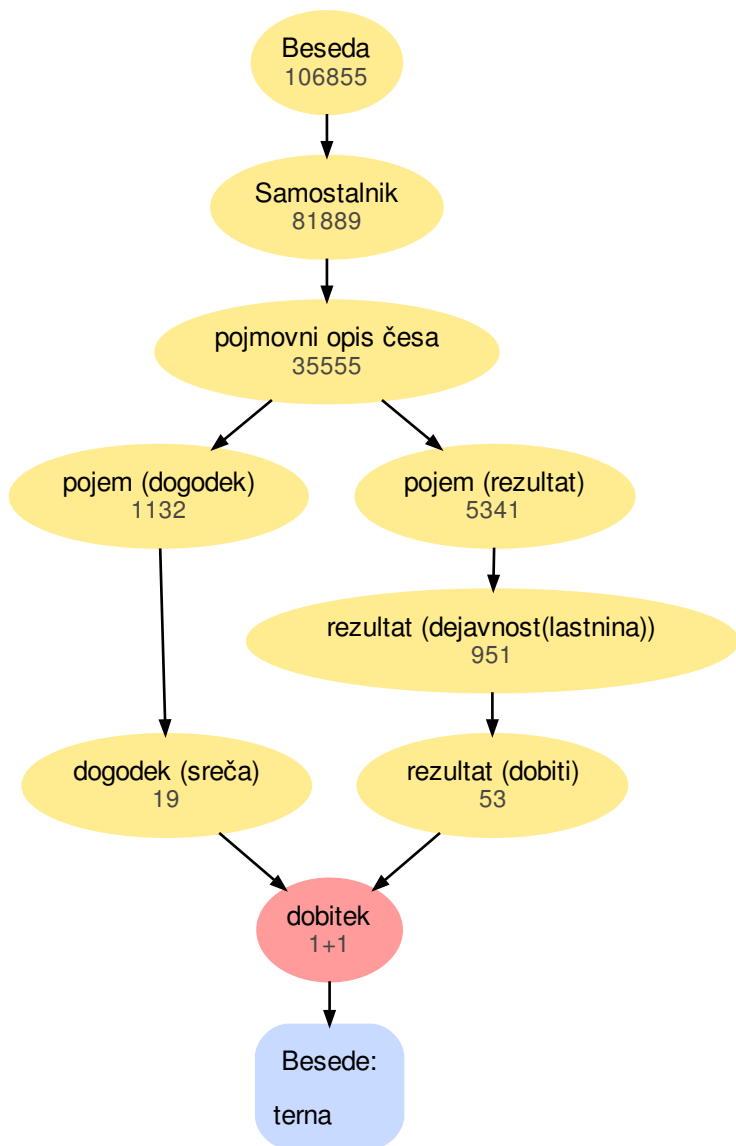 Beseda
106855
Samostalnik
81889
pojmovni opis česa
35555
pojem (dogodek)
1132
pojem (rezultat)
5341
rezultat (dejavnost(lastnina))
951
dogodek (sreča)
19
rezultat (dobiti)
53
dobitek
1+1
Besede:
terna